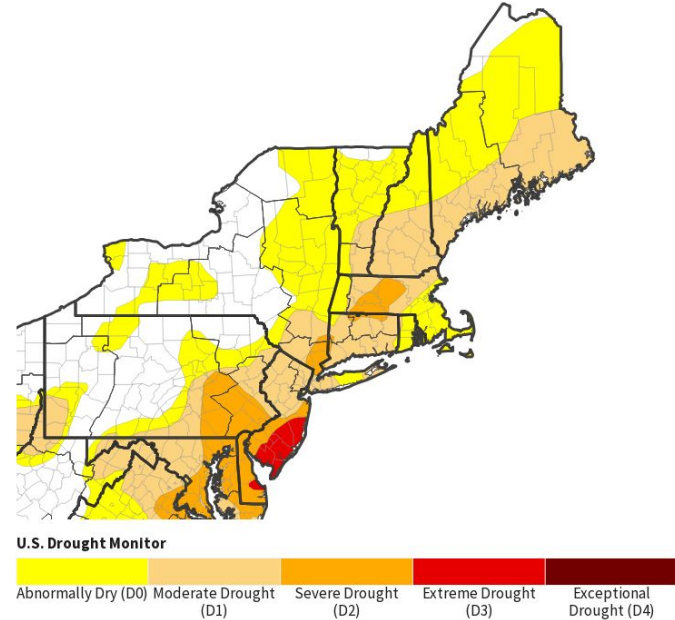 U.S. Drought Monitor
Abnormally Dry (D0) Moderate Drought Severe Drought Extreme Drought Exceptional
(D1) (D2) (D3) Drought (D4)